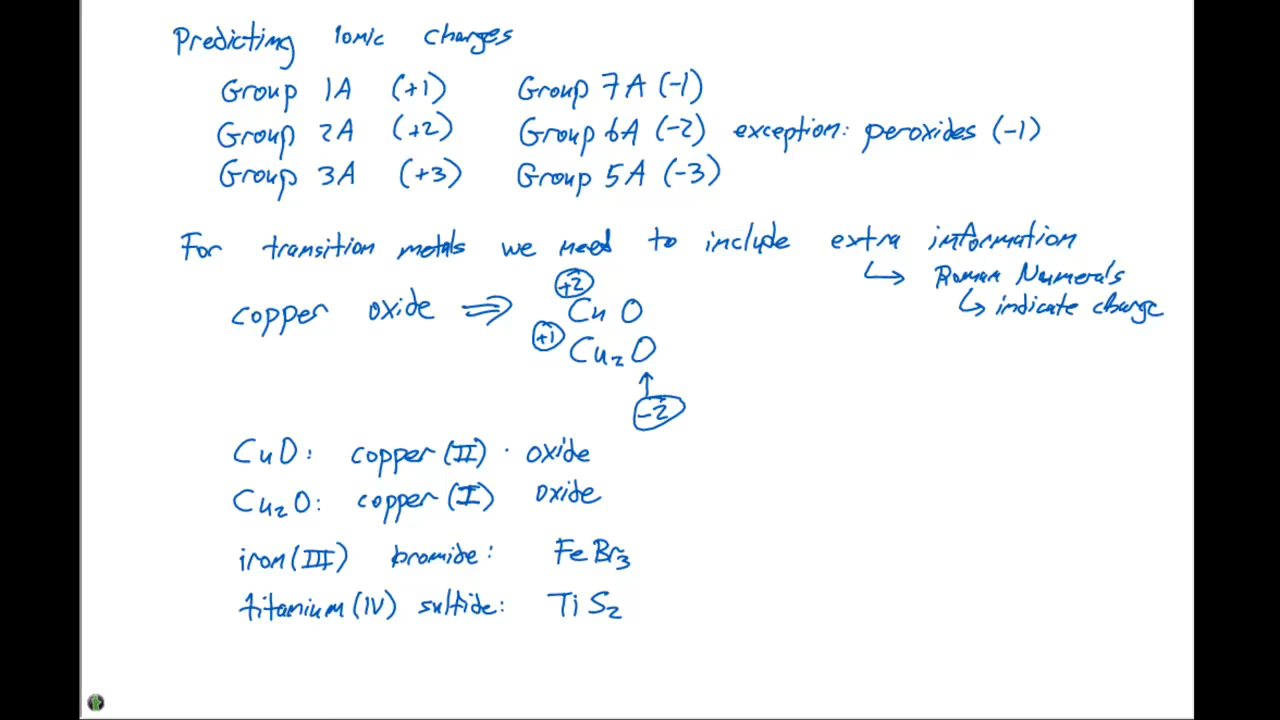 Predicting Ionic charges
Group 1A (+1) Group 7A (-1)
Group 2A (+2) Group 6A (-2) exception: peroxides (-1)
Group 3A (+3) Group 5A (-3)
For transition metals we need to include extra information
↳ Roman Numerals
↳ indicate charge
copper oxide ⇒ +2 CuO
+1 Cu₂O
↑
-2
CuO: copper (II) oxide
Cu₂O: copper (I) oxide
iron (III) bromide: FeBr₃
titanium (IV) sulfide: TiS₂